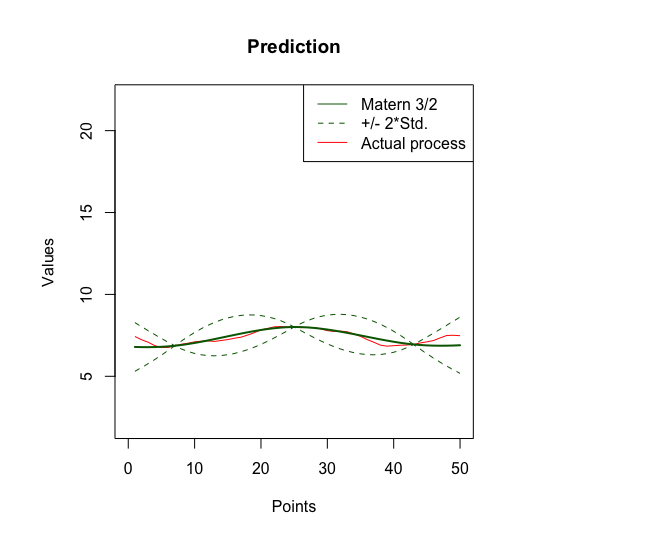 Prediction
Matern 3/2
+/- 2*Std.
Actual process
Values
20
15
10
5
0 10 20 30 40 50
Points